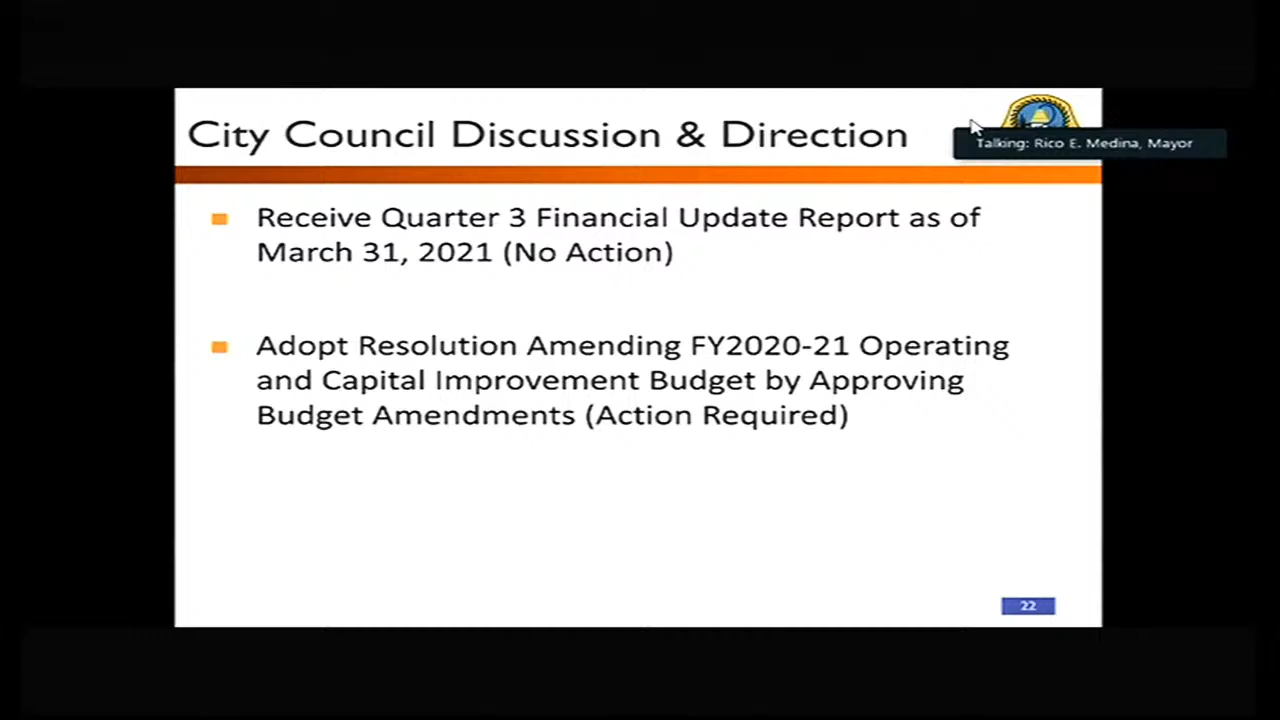 City Council Discussion & Direction
Talking: Rico E. Medina, Mayor
Receive Quarter 3 Financial Update Report as of
March 31, 2021 (No Action)
Adopt Resolution Amending FY2020-21 Operating
and Capital Improvement Budget by Approving
Budget Amendments (Action Required)
22